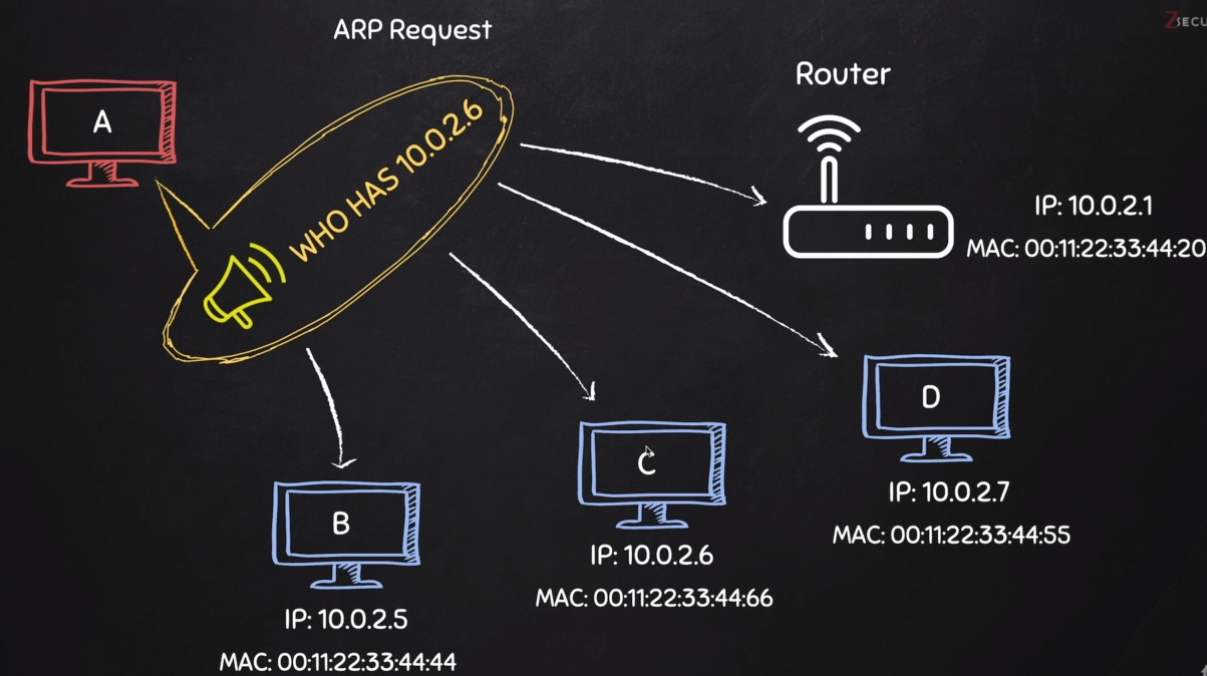 ARP Request
A
WHO HAS 10.0.2.6
Router
IP: 10.0.2.1
MAC: 00:11:22:33:44:20
D
IP: 10.0.2.7
MAC: 00:11:22:33:44:55
C
IP: 10.0.2.6
MAC: 00:11:22:33:44:66
B
IP: 10.0.2.5
MAC: 00:11:22:33:44:44
ZSECU